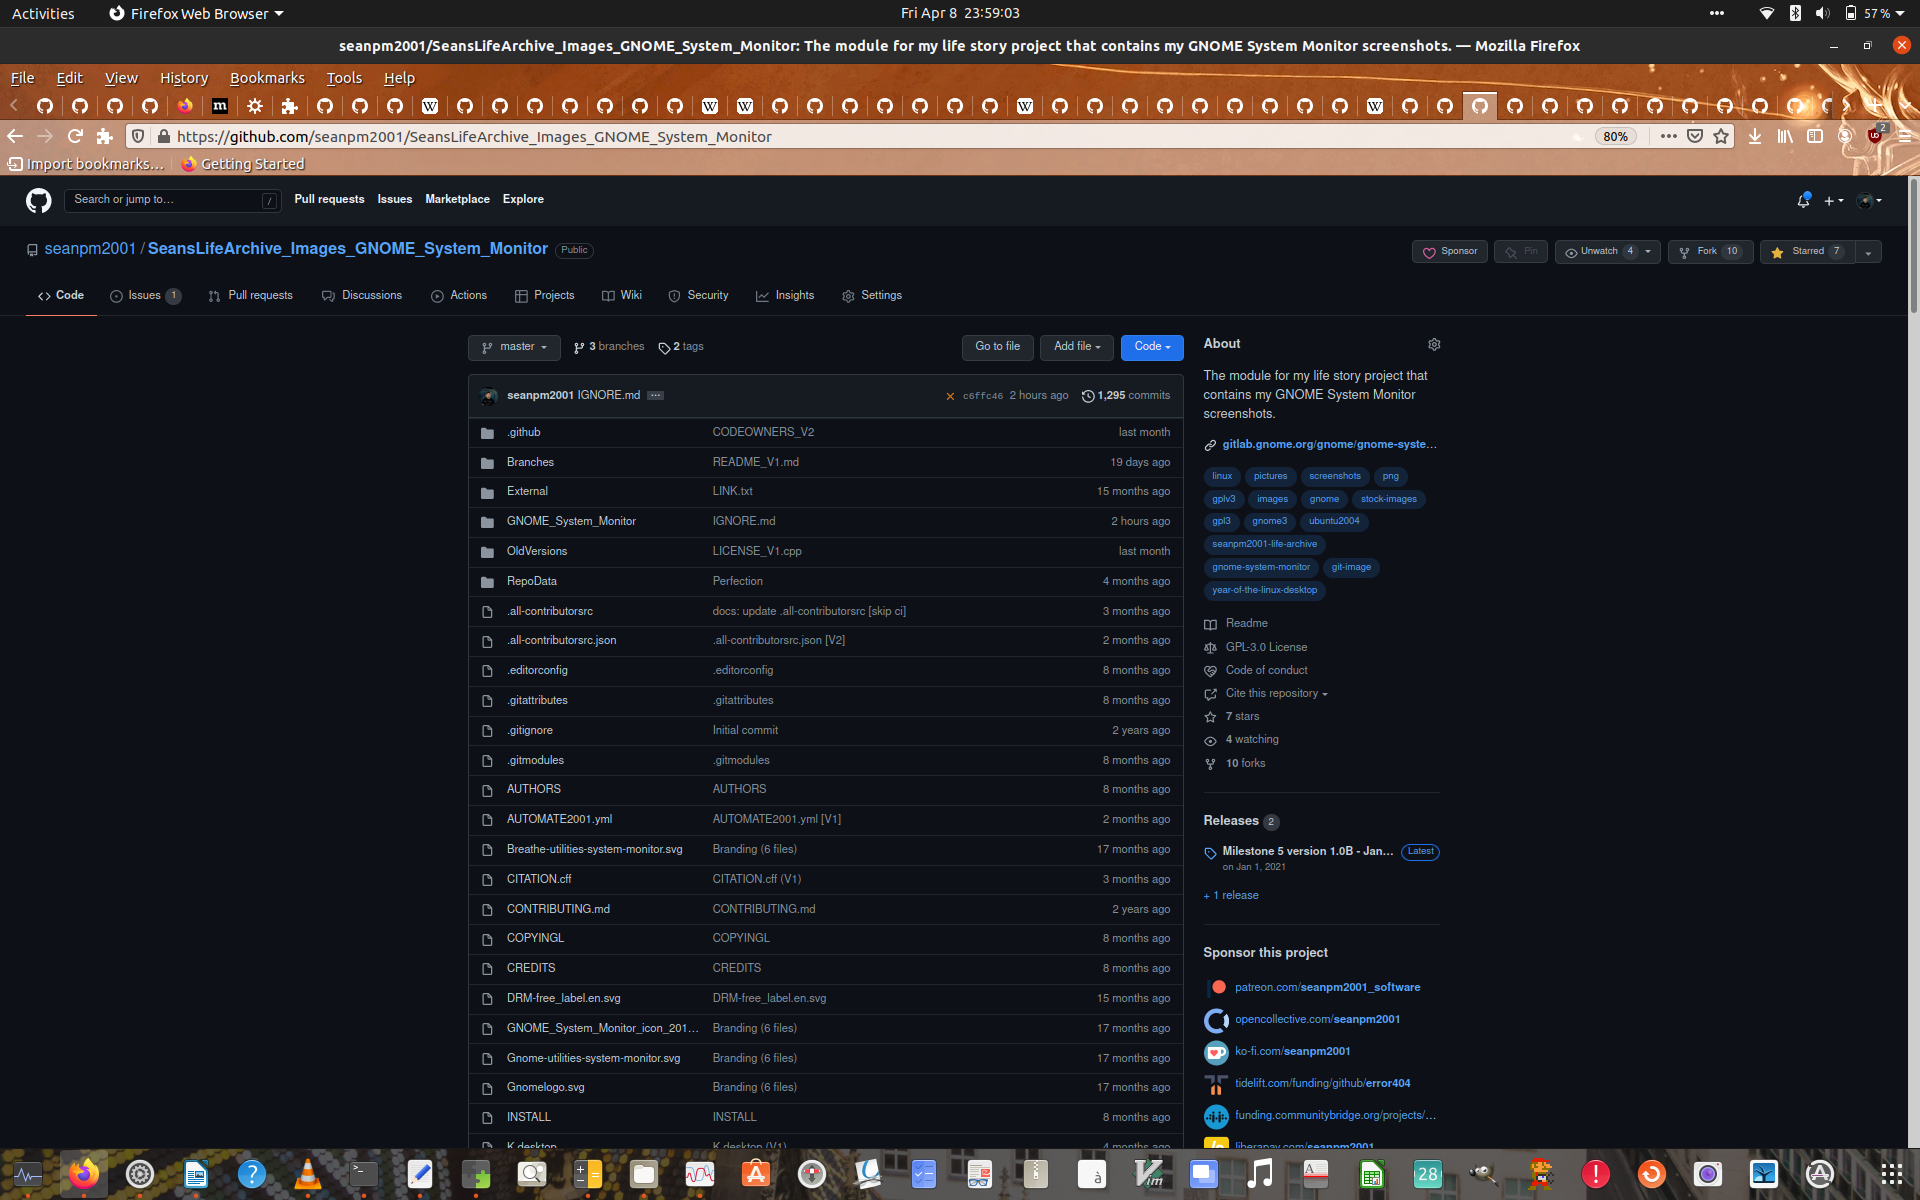 Activities
Firefox Web Browser
Fri Apr 8 23:59:03
57 %
seanpm2001/SeansLifeArchive_Images_GNOME_System_Monitor: The module for my life story project that contains my GNOME System Monitor screenshots. — Mozilla Firefox
File Edit View History Bookmarks Tools Help
https://github.com/seanpm2001/SeansLifeArchive_Images_GNOME_System_Monitor
80%
2
Import bookmarks...
Getting Started
Search or jump to...
/
Pull requests Issues Marketplace Explore
seanpm2001 / SeansLifeArchive_Images_GNOME_System_Monitor Public
Sponsor Pin Unwatch 4 Fork 10 Starred 7
Code Issues 1 Pull requests Discussions Actions Projects Wiki Security Insights Settings
master 3 branches 2 tags
Go to file Add file Code
seanpm2001 IGNORE.md ... c6ffc46 2 hours ago 1,295 commits
.github CODEOWNERS_V2 last month
Branches README_V1.md 19 days ago
External LINK.txt 15 months ago
GNOME_System_Monitor IGNORE.md 2 hours ago
OldVersions LICENSE_V1.cpp last month
RepoData Perfection 4 months ago
.all-contributorsrc docs: update .all-contributorsrc [skip ci] 3 months ago
.all-contributorsrc.json .all-contributorsrc.json [V2] 2 months ago
.editorconfig .editorconfig 8 months ago
.gitattributes .gitattributes 8 months ago
.gitignore Initial commit 2 years ago
.gitmodules .gitmodules 8 months ago
AUTHORS AUTHORS 8 months ago
AUTOMATE2001.yml AUTOMATE2001.yml [V1] 2 months ago
Breathe-utilities-system-monitor.svg Branding (6 files) 17 months ago
CITATION.cff CITATION.cff (V1) 3 months ago
CONTRIBUTING.md CONTRIBUTING.md 2 years ago
COPYINGL COPYINGL 8 months ago
CREDITS CREDITS 8 months ago
DRM-free_label.en.svg DRM-free_label.en.svg 15 months ago
GNOME_System_Monitor_icon_201... Branding (6 files) 17 months ago
Gnome-utilities-system-monitor.svg Branding (6 files) 17 months ago
Gnomelogo.svg Branding (6 files) 17 months ago
INSTALL INSTALL 8 months ago
K.desktop K.desktop (V1) 4 months ago
About
The module for my life story project that
contains my GNOME System Monitor
screenshots.
gitlab.gnome.org/gnome/gnome-syste...
linux pictures screenshots png
gplv3 images gnome stock-images
gpl3 gnome3 ubuntu2004
seanpm2001-life-archive
gnome-system-monitor git-image
year-of-the-linux-desktop
Readme
GPL-3.0 License
Code of conduct
Cite this repository
7 stars
4 watching
10 forks
Releases 2
Milestone 5 version 1.0B - Jan... Latest
on Jan 1, 2021
+ 1 release
Sponsor this project
patreon.com/seanpm2001_software
opencollective.com/seanpm2001
ko-fi.com/seanpm2001
tidelift.com/funding/github/error404
funding.communitybridge.org/projects/...
liberapay.com/seanpm2001
28